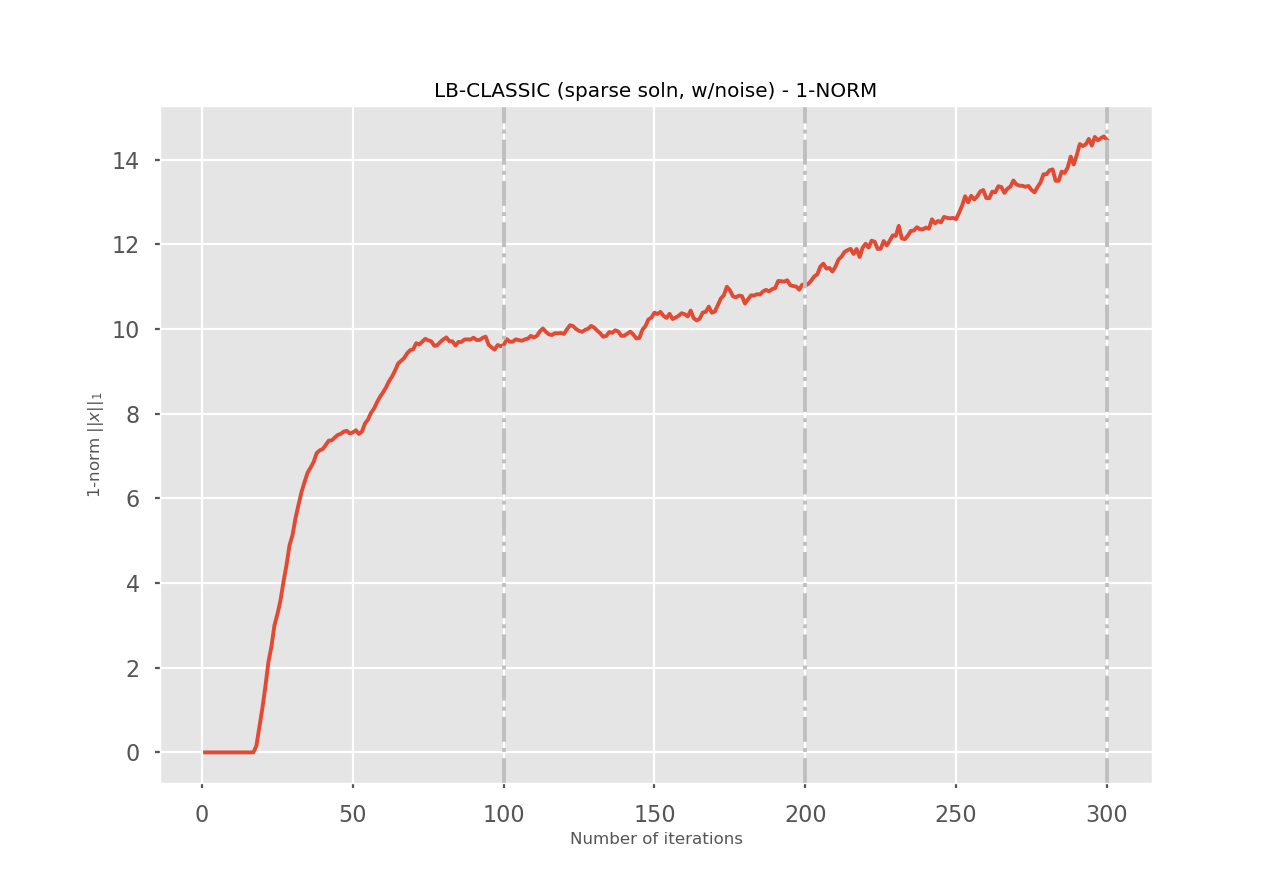 LB-CLASSIC (sparse soln, w/noise) - 1-NORM
14
12
10
8
6
4
2
0
1-norm ||x||₁
0 50 100 150 200 250 300
Number of iterations